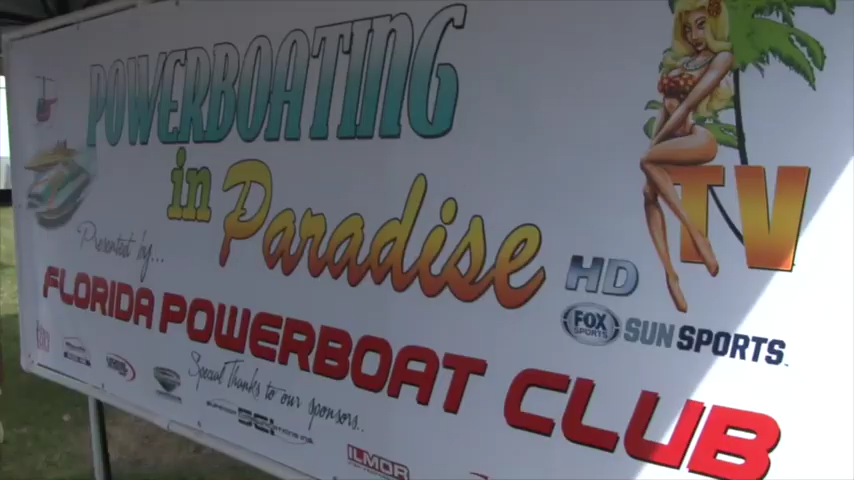 POWERBOATING
in Paradise
TV
HD
FOX
SPORTS
SUN SPORTS
Presented by...
FLORIDA POWERBOAT CLUB
Special Thanks to our sponsors..
ILMOR